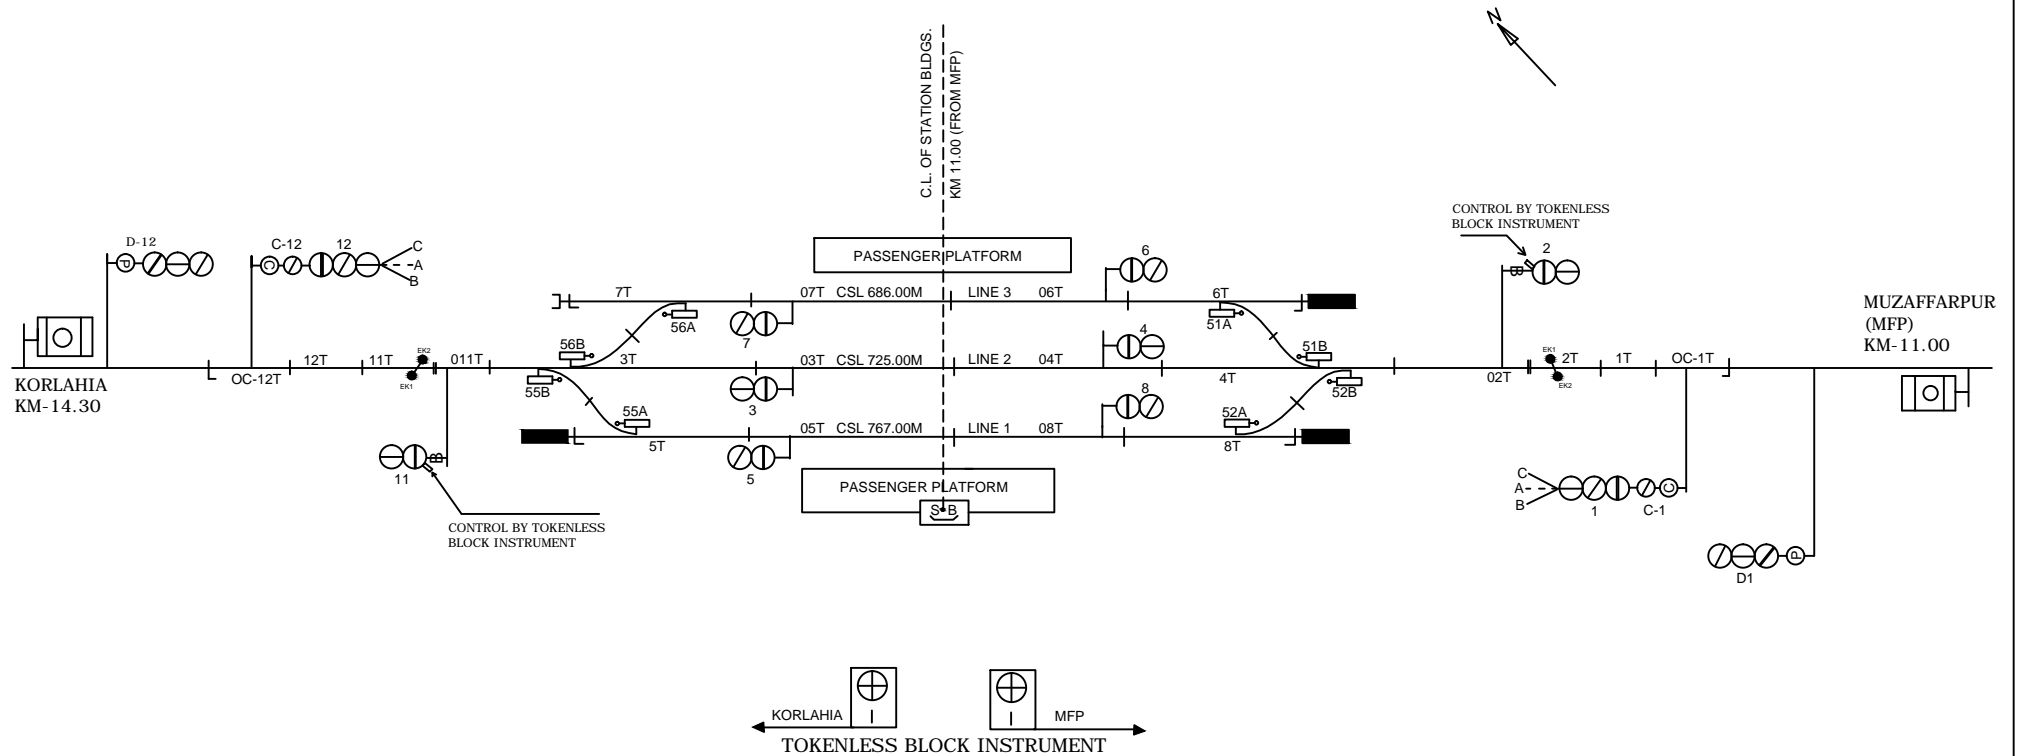 N
C.L. OF STATION BLDGS.
KM 11.00 (FROM MFP)
CONTROL BY TOKENLESS
BLOCK INSTRUMENT
D-12
P
C-12
12
C
C
A
B
PASSENGER PLATFORM
6
2
B
7T
07T CSL 686.00M
LINE 3
06T
6T
56A
7
51A
MUZAFFARPUR
(MFP)
KM-11.00
KORLAHIA
KM-14.30
OC-12T
12T
11T
EK2
EK1
011T
56B
55B
3T
03T CSL 725.00M
LINE 2
04T
4
4T
51B
52B
02T
EK1
EK2
2T
1T
OC-1T
3
8
55A
52A
5T
05T CSL 767.00M
LINE 1
08T
8T
11
B
5
PASSENGER PLATFORM
S B
C
A
B
1
C-1
C
CONTROL BY TOKENLESS
BLOCK INSTRUMENT
D1
P
KORLAHIA
MFP
TOKENLESS BLOCK INSTRUMENT